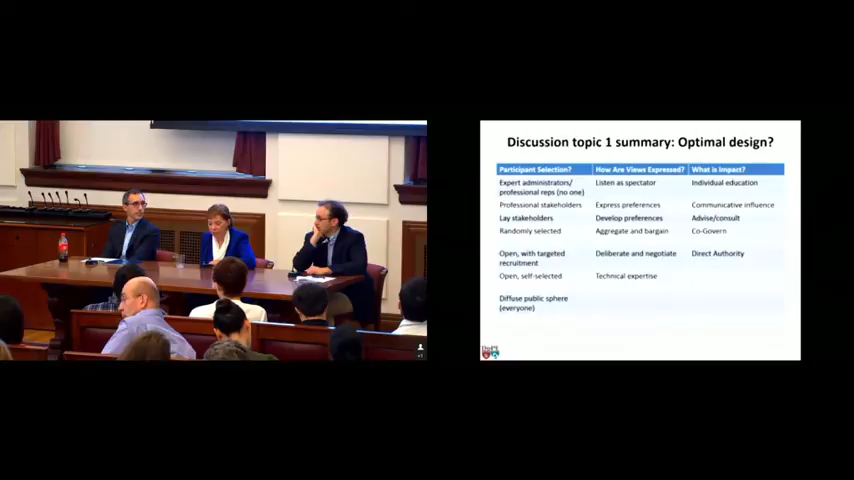 Discussion topic 1 summary: Optimal design?
Participant Selection? How Are Views Expressed? What is Impact?
Expert administrators/ Listen as spectator Individual education
professional reps (no one)
Professional stakeholders Express preferences Communicative influence
Lay stakeholders Develop preferences Advise/consult
Randomly selected Aggregate and bargain Co-Govern
Open, with targeted Deliberate and negotiate Direct Authority
recruitment
Open, self-selected Technical expertise
Diffuse public sphere
(everyone)